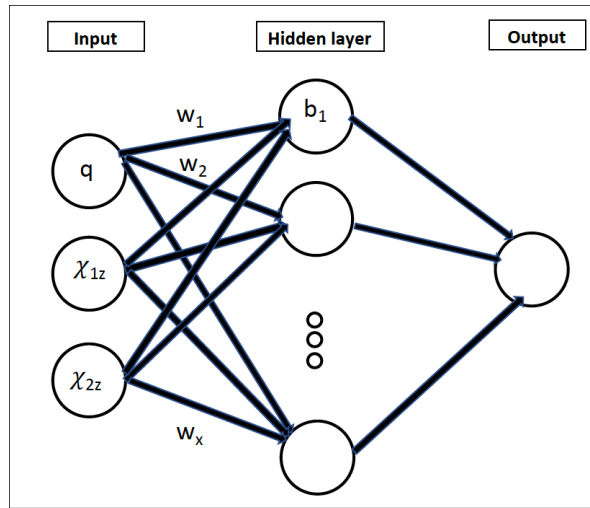 Input
Hidden layer
Output
w₁
b₁
w₂
q
χ₁z
χ₂z
wₓ